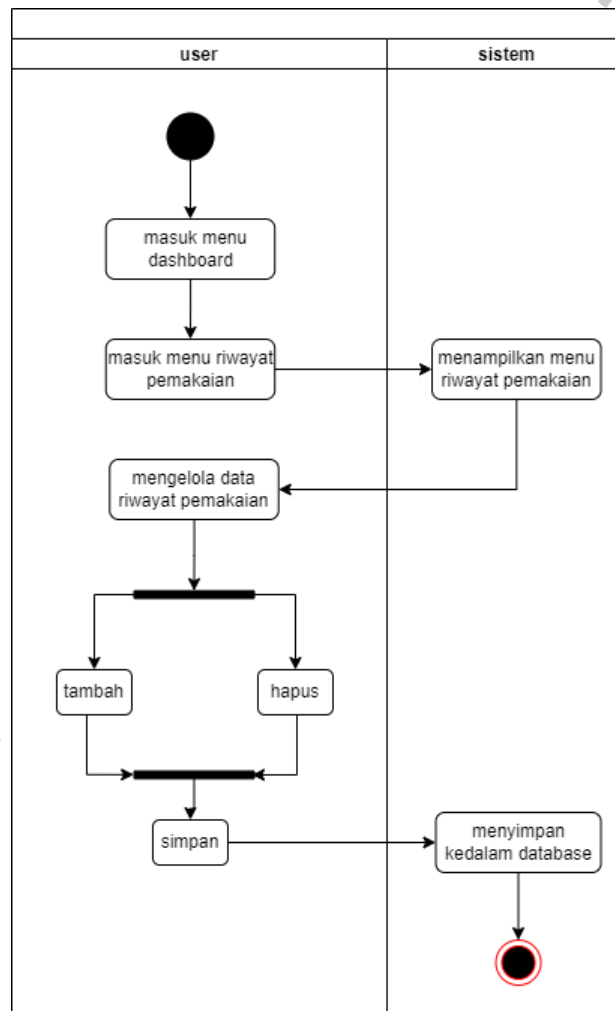 user
sistem
masuk menu
dashboard
masuk menu riwayat
pemakaian
menampilkan menu
riwayat pemakaian
mengelola data
riwayat pemakaian
tambah
hapus
simpan
menyimpan
kedalam database